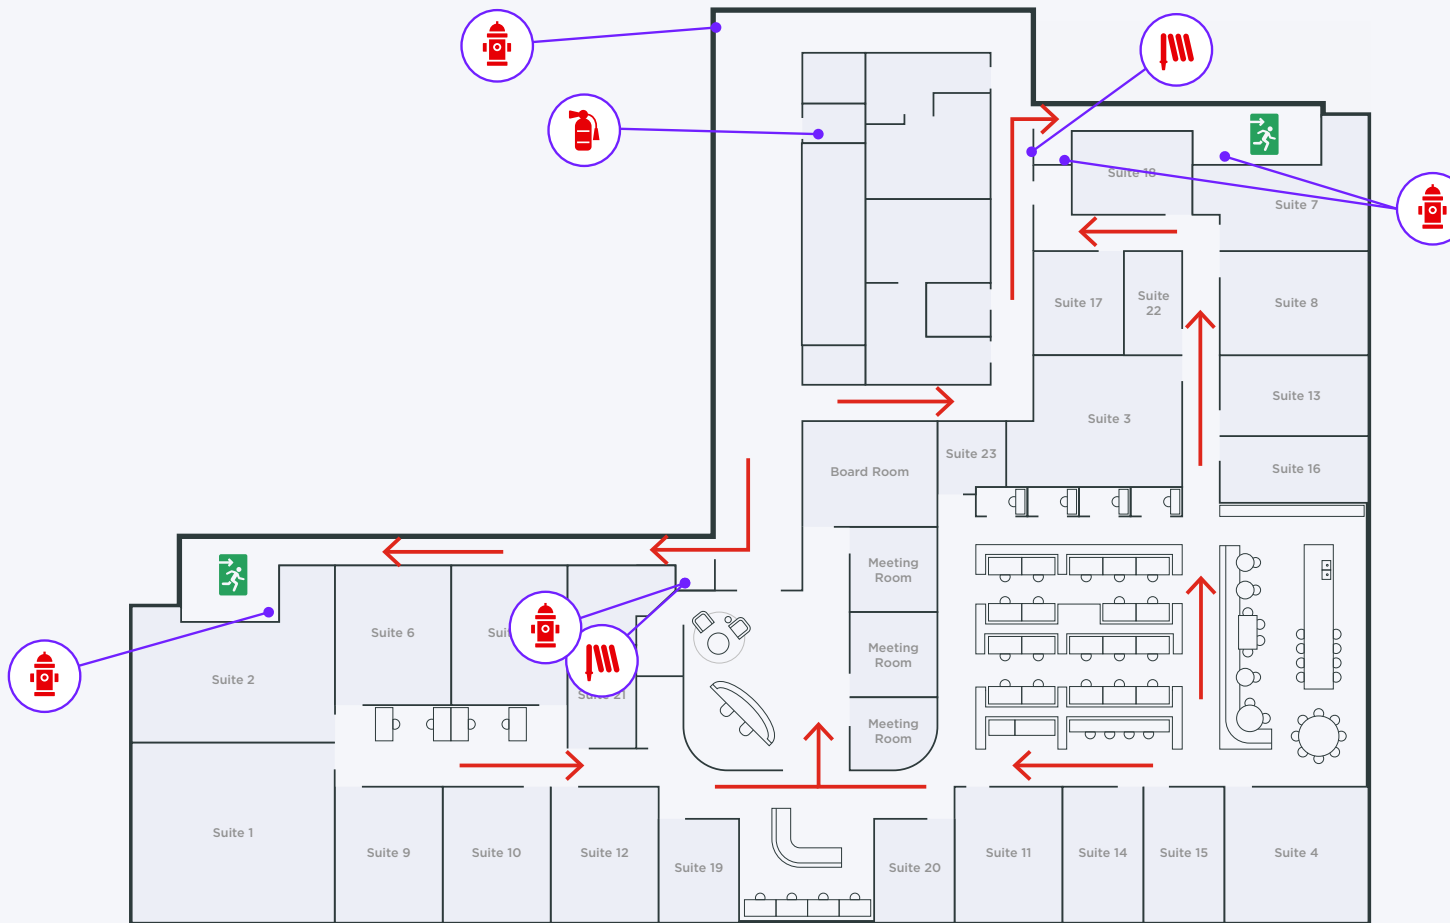 Suite 18
Suite 7
Suite 17
Suite
22
Suite 8
Suite 3
Suite 13
Board Room
Suite 23
Suite 16
Meeting
Room
Suite 6
Meeting
Room
Suite 2
Meeting
Room
Suite 1
Suite 9
Suite 10
Suite 12
Suite 19
Suite 20
Suite 11
Suite 14
Suite 15
Suite 4